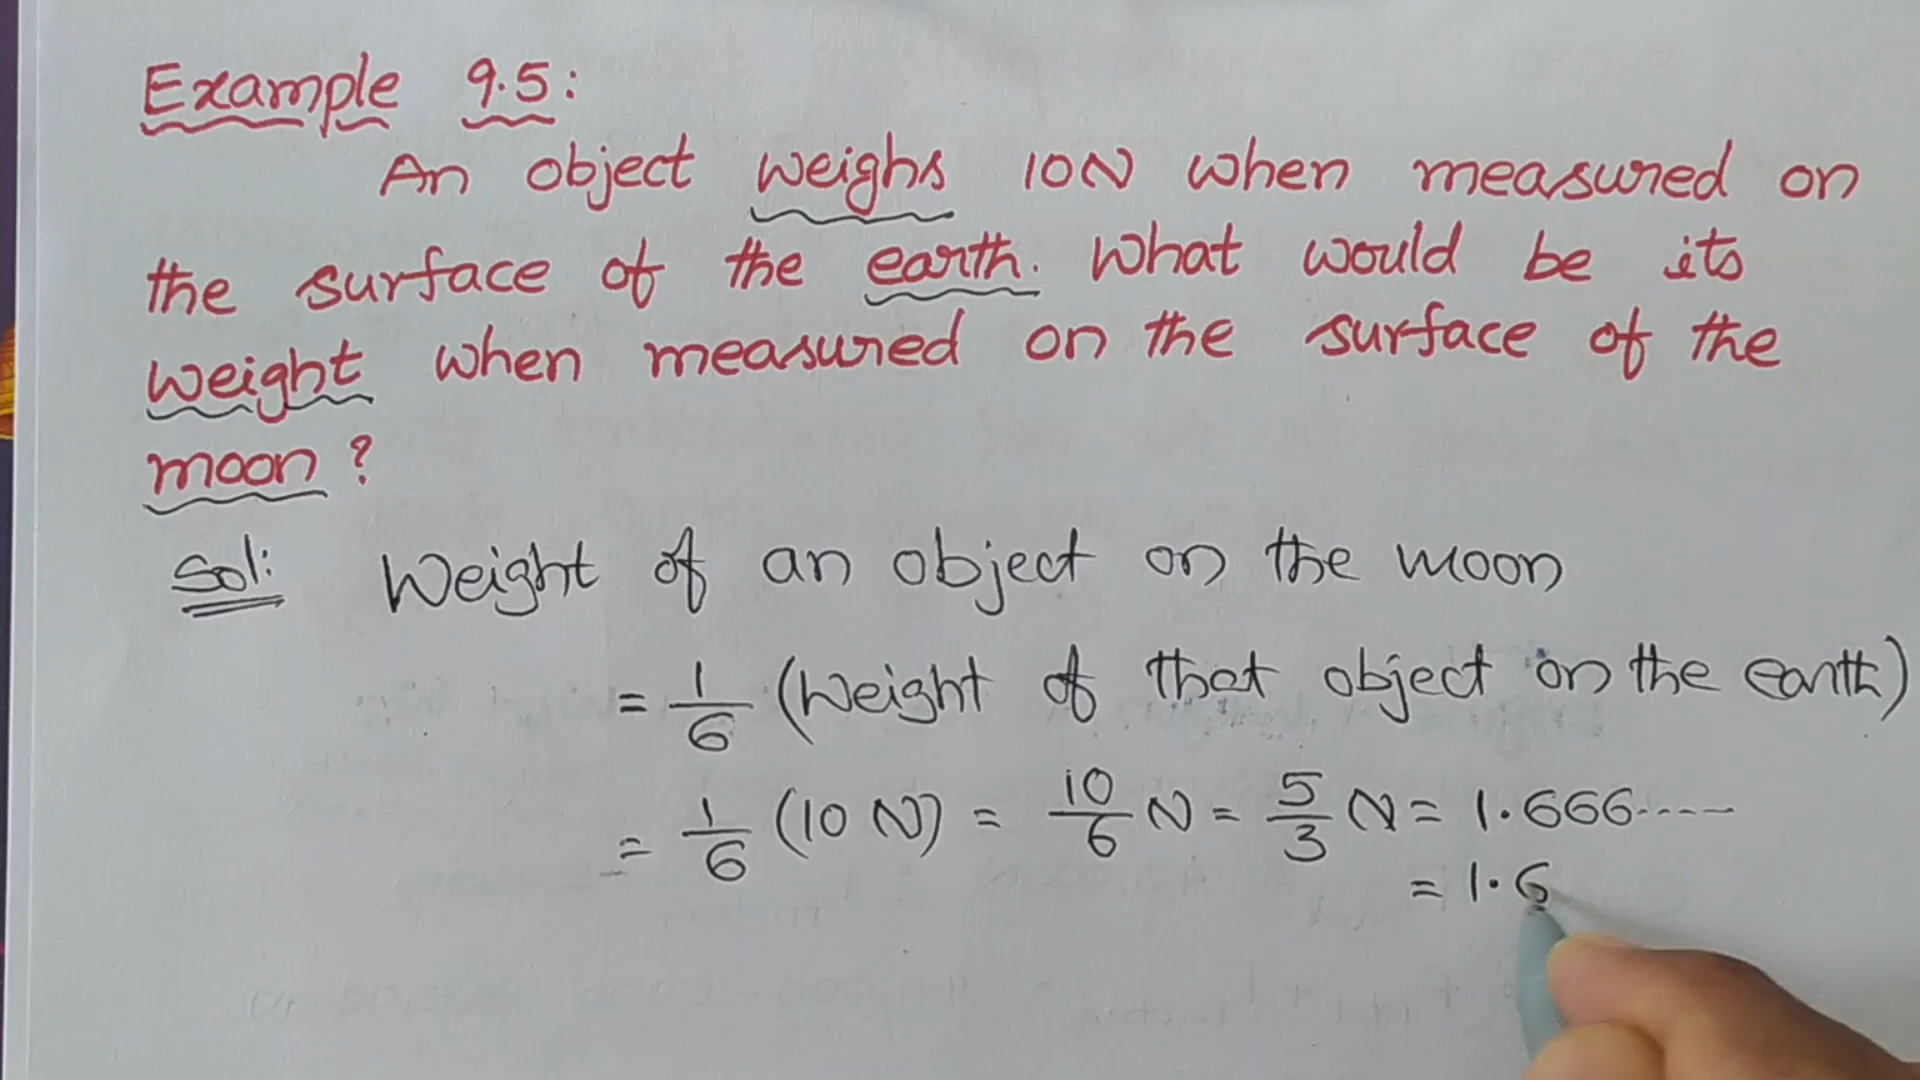 Example 9.5:
An object weighs 10N when measured on
the surface of the earth. What would be its
weight when measured on the surface of the
moon?
Sol: Weight of an object on the moon
= 1/6 (Weight of that object on the earth)
= 1/6 (10 N) = 10/6 N = 5/3 N = 1.666....
= 1.6